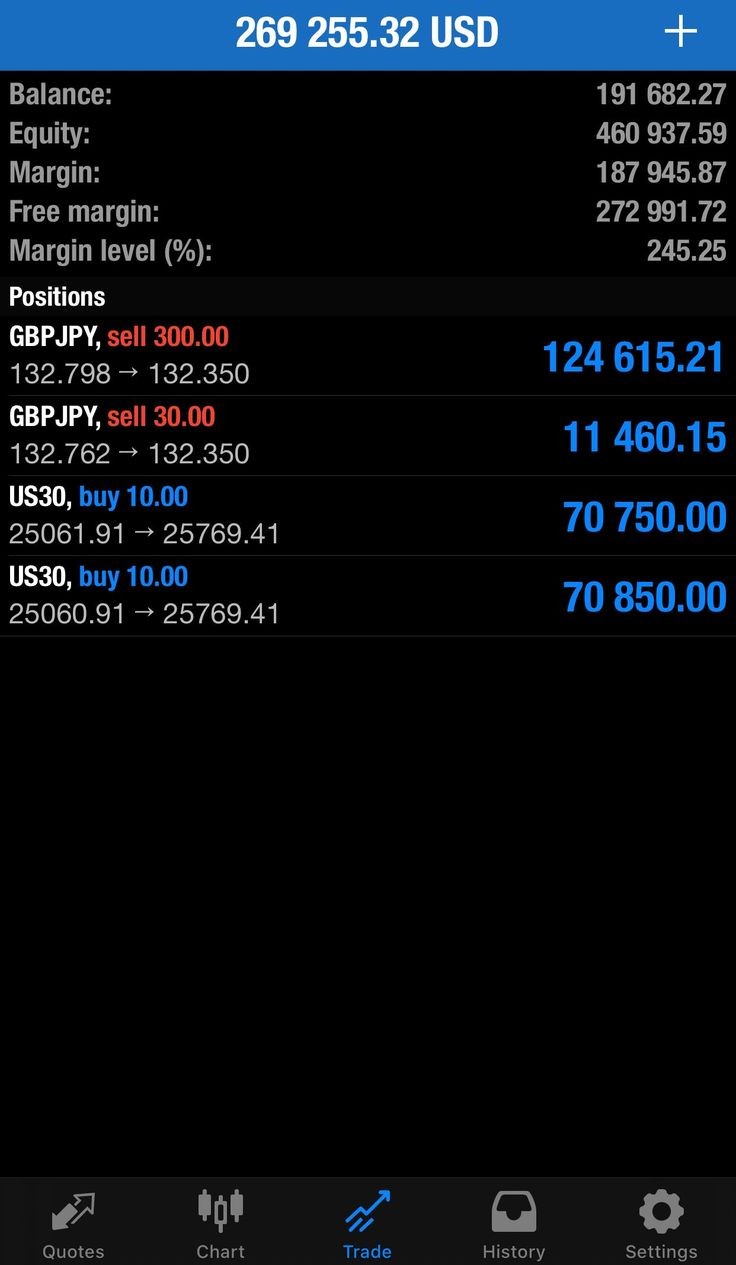 269 255.32 USD +
Balance: 191 682.27
Equity: 460 937.59
Margin: 187 945.87
Free margin: 272 991.72
Margin level (%): 245.25
Positions
GBPJPY, sell 300.00
132.798 → 132.350 124 615.21
GBPJPY, sell 30.00
132.762 → 132.350 11 460.15
US30, buy 10.00
25061.91 → 25769.41 70 750.00
US30, buy 10.00
25060.91 → 25769.41 70 850.00
Quotes Chart Trade History Settings